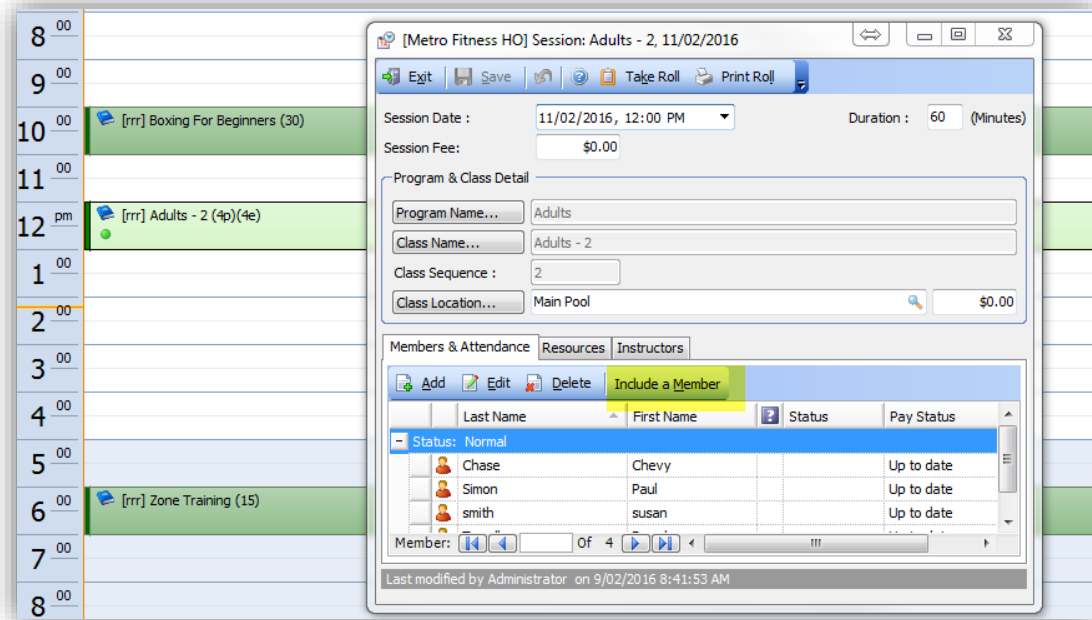 8 00
9 00
10 00
[rrr] Boxing For Beginners (30)
11 00
12 pm
[rrr] Adults - 2 (4p)(4e)
1 00
2 00
3 00
4 00
5 00
6 00
[rrr] Zone Training (15)
7 00
8 00
[Metro Fitness HO] Session: Adults - 2, 11/02/2016
Exit Save Take Roll Print Roll
Session Date : 11/02/2016, 12:00 PM Duration : 60 (Minutes)
Session Fee: $0.00
Program & Class Detail
Program Name... Adults
Class Name... Adults - 2
Class Sequence : 2
Class Location... Main Pool $0.00
Members & Attendance Resources Instructors
Add Edit Delete Include a Member
Last Name First Name ? Status Pay Status
Status: Normal
Chase Chevy Up to date
Simon Paul Up to date
smith susan Up to date
Member: Of 4
Last modified by Administrator on 9/02/2016 8:41:53 AM